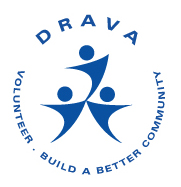 DRAVA
VOLUNTEER . BUILD A BETTER COMMUNITY